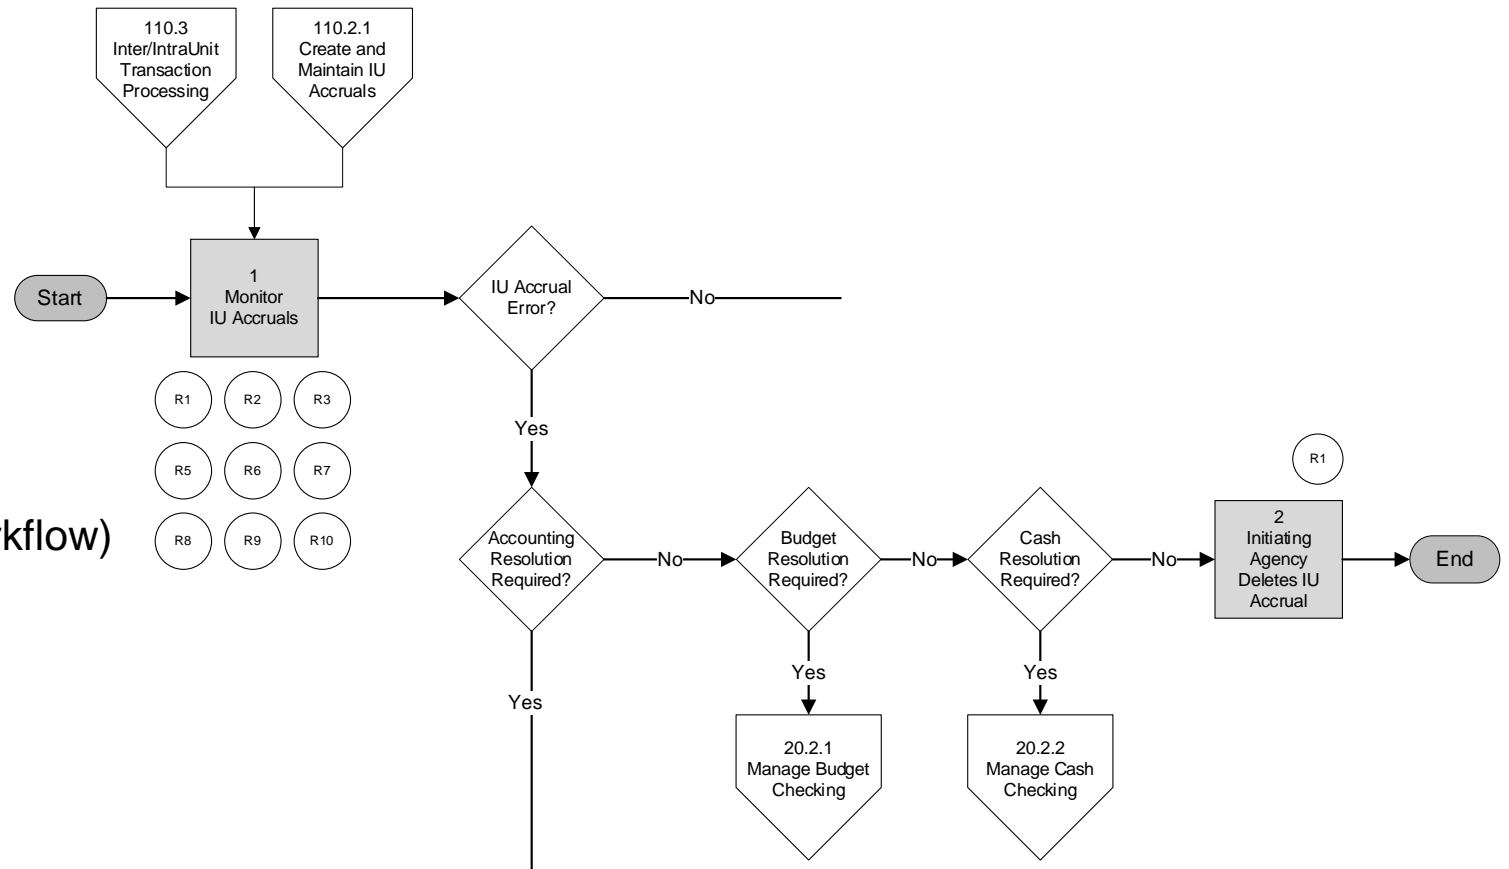 110.3
Inter/IntraUnit
Transaction
Processing
110.2.1
Create and
Maintain IU
Accruals
Start
1
Monitor
IU Accruals
IU Accrual
Error?
No
Yes
R1
R2
R3
R5
R6
R7
R8
R9
R10
rkflow)
Accounting
Resolution
Required?
No
Budget
Resolution
Required?
No
Cash
Resolution
Required?
No
R1
2
Initiating
Agency
Deletes IU
Accrual
End
Yes
Yes
Yes
20.2.1
Manage Budget
Checking
20.2.2
Manage Cash
Checking